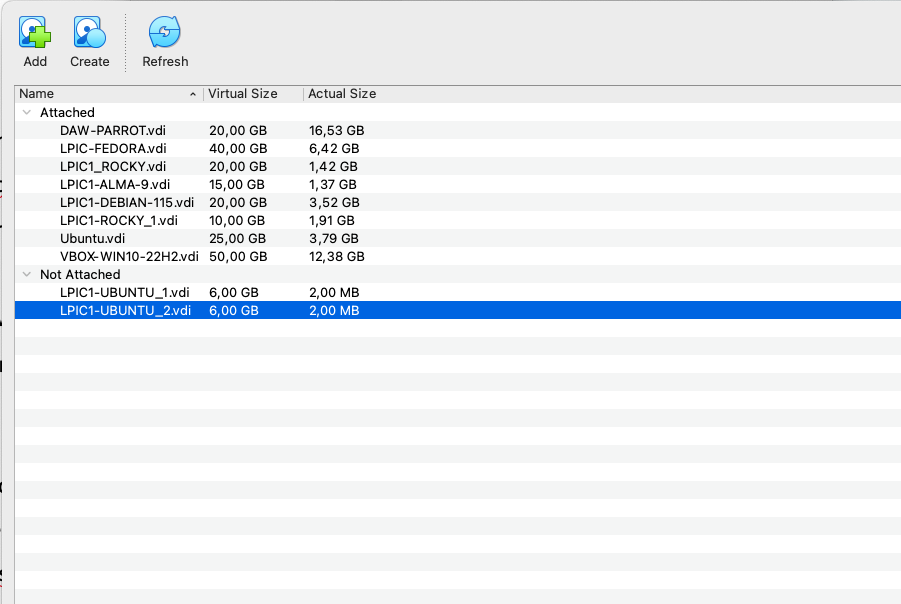 Add Create Refresh
Name Virtual Size Actual Size
Attached
DAW-PARROT.vdi 20,00 GB 16,53 GB
LPIC-FEDORA.vdi 40,00 GB 6,42 GB
LPIC1_ROCKY.vdi 20,00 GB 1,42 GB
LPIC1-ALMA-9.vdi 15,00 GB 1,37 GB
LPIC1-DEBIAN-115.vdi 20,00 GB 3,52 GB
LPIC1-ROCKY_1.vdi 10,00 GB 1,91 GB
Ubuntu.vdi 25,00 GB 3,79 GB
VBOX-WIN10-22H2.vdi 50,00 GB 12,38 GB
Not Attached
LPIC1-UBUNTU_1.vdi 6,00 GB 2,00 MB
LPIC1-UBUNTU_2.vdi 6,00 GB 2,00 MB